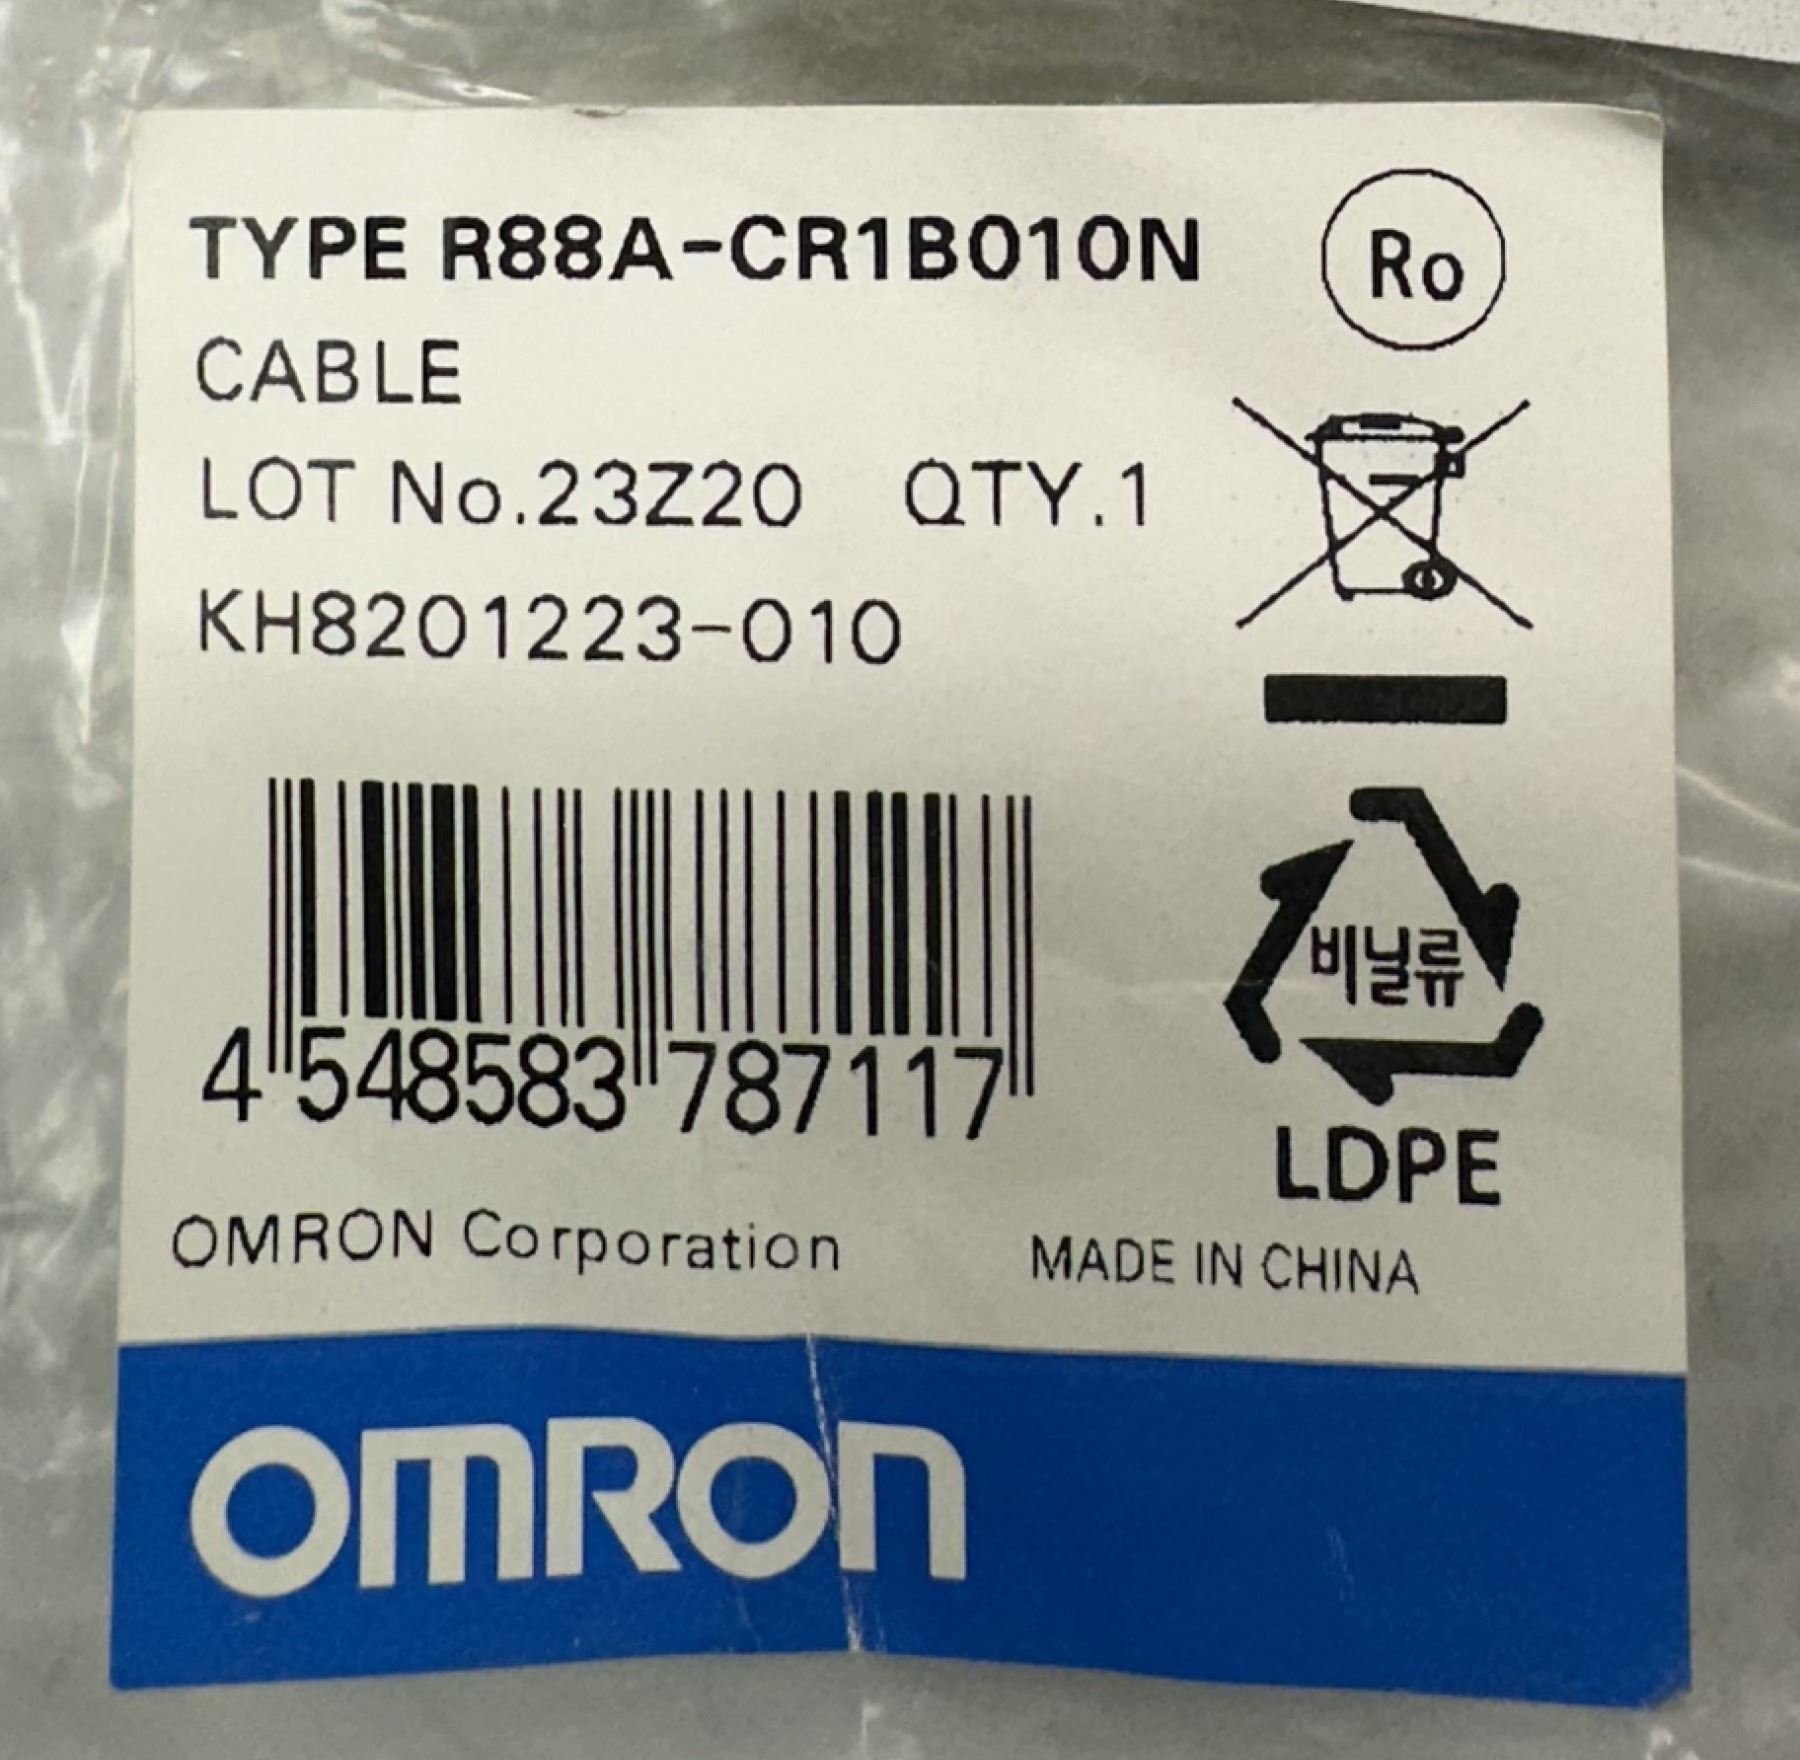 TYPE R88A-CR1B010N
Ro
CABLE
LOT No.23Z20 QTY.1
KH8201223-010
비닐류
4 548583 787117
LDPE
OMRON Corporation
MADE IN CHINA
OMRON